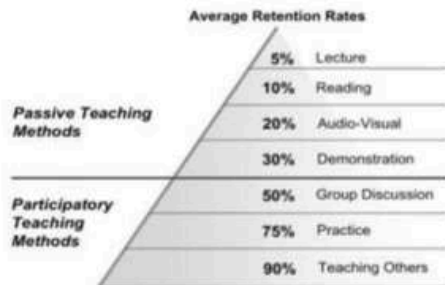 Average Retention Rates
5% Lecture
10% Reading
Passive Teaching
Methods
20% Audio-Visual
30% Demonstration
50% Group Discussion
Participatory
Teaching
Methods
75% Practice
90% Teaching Others